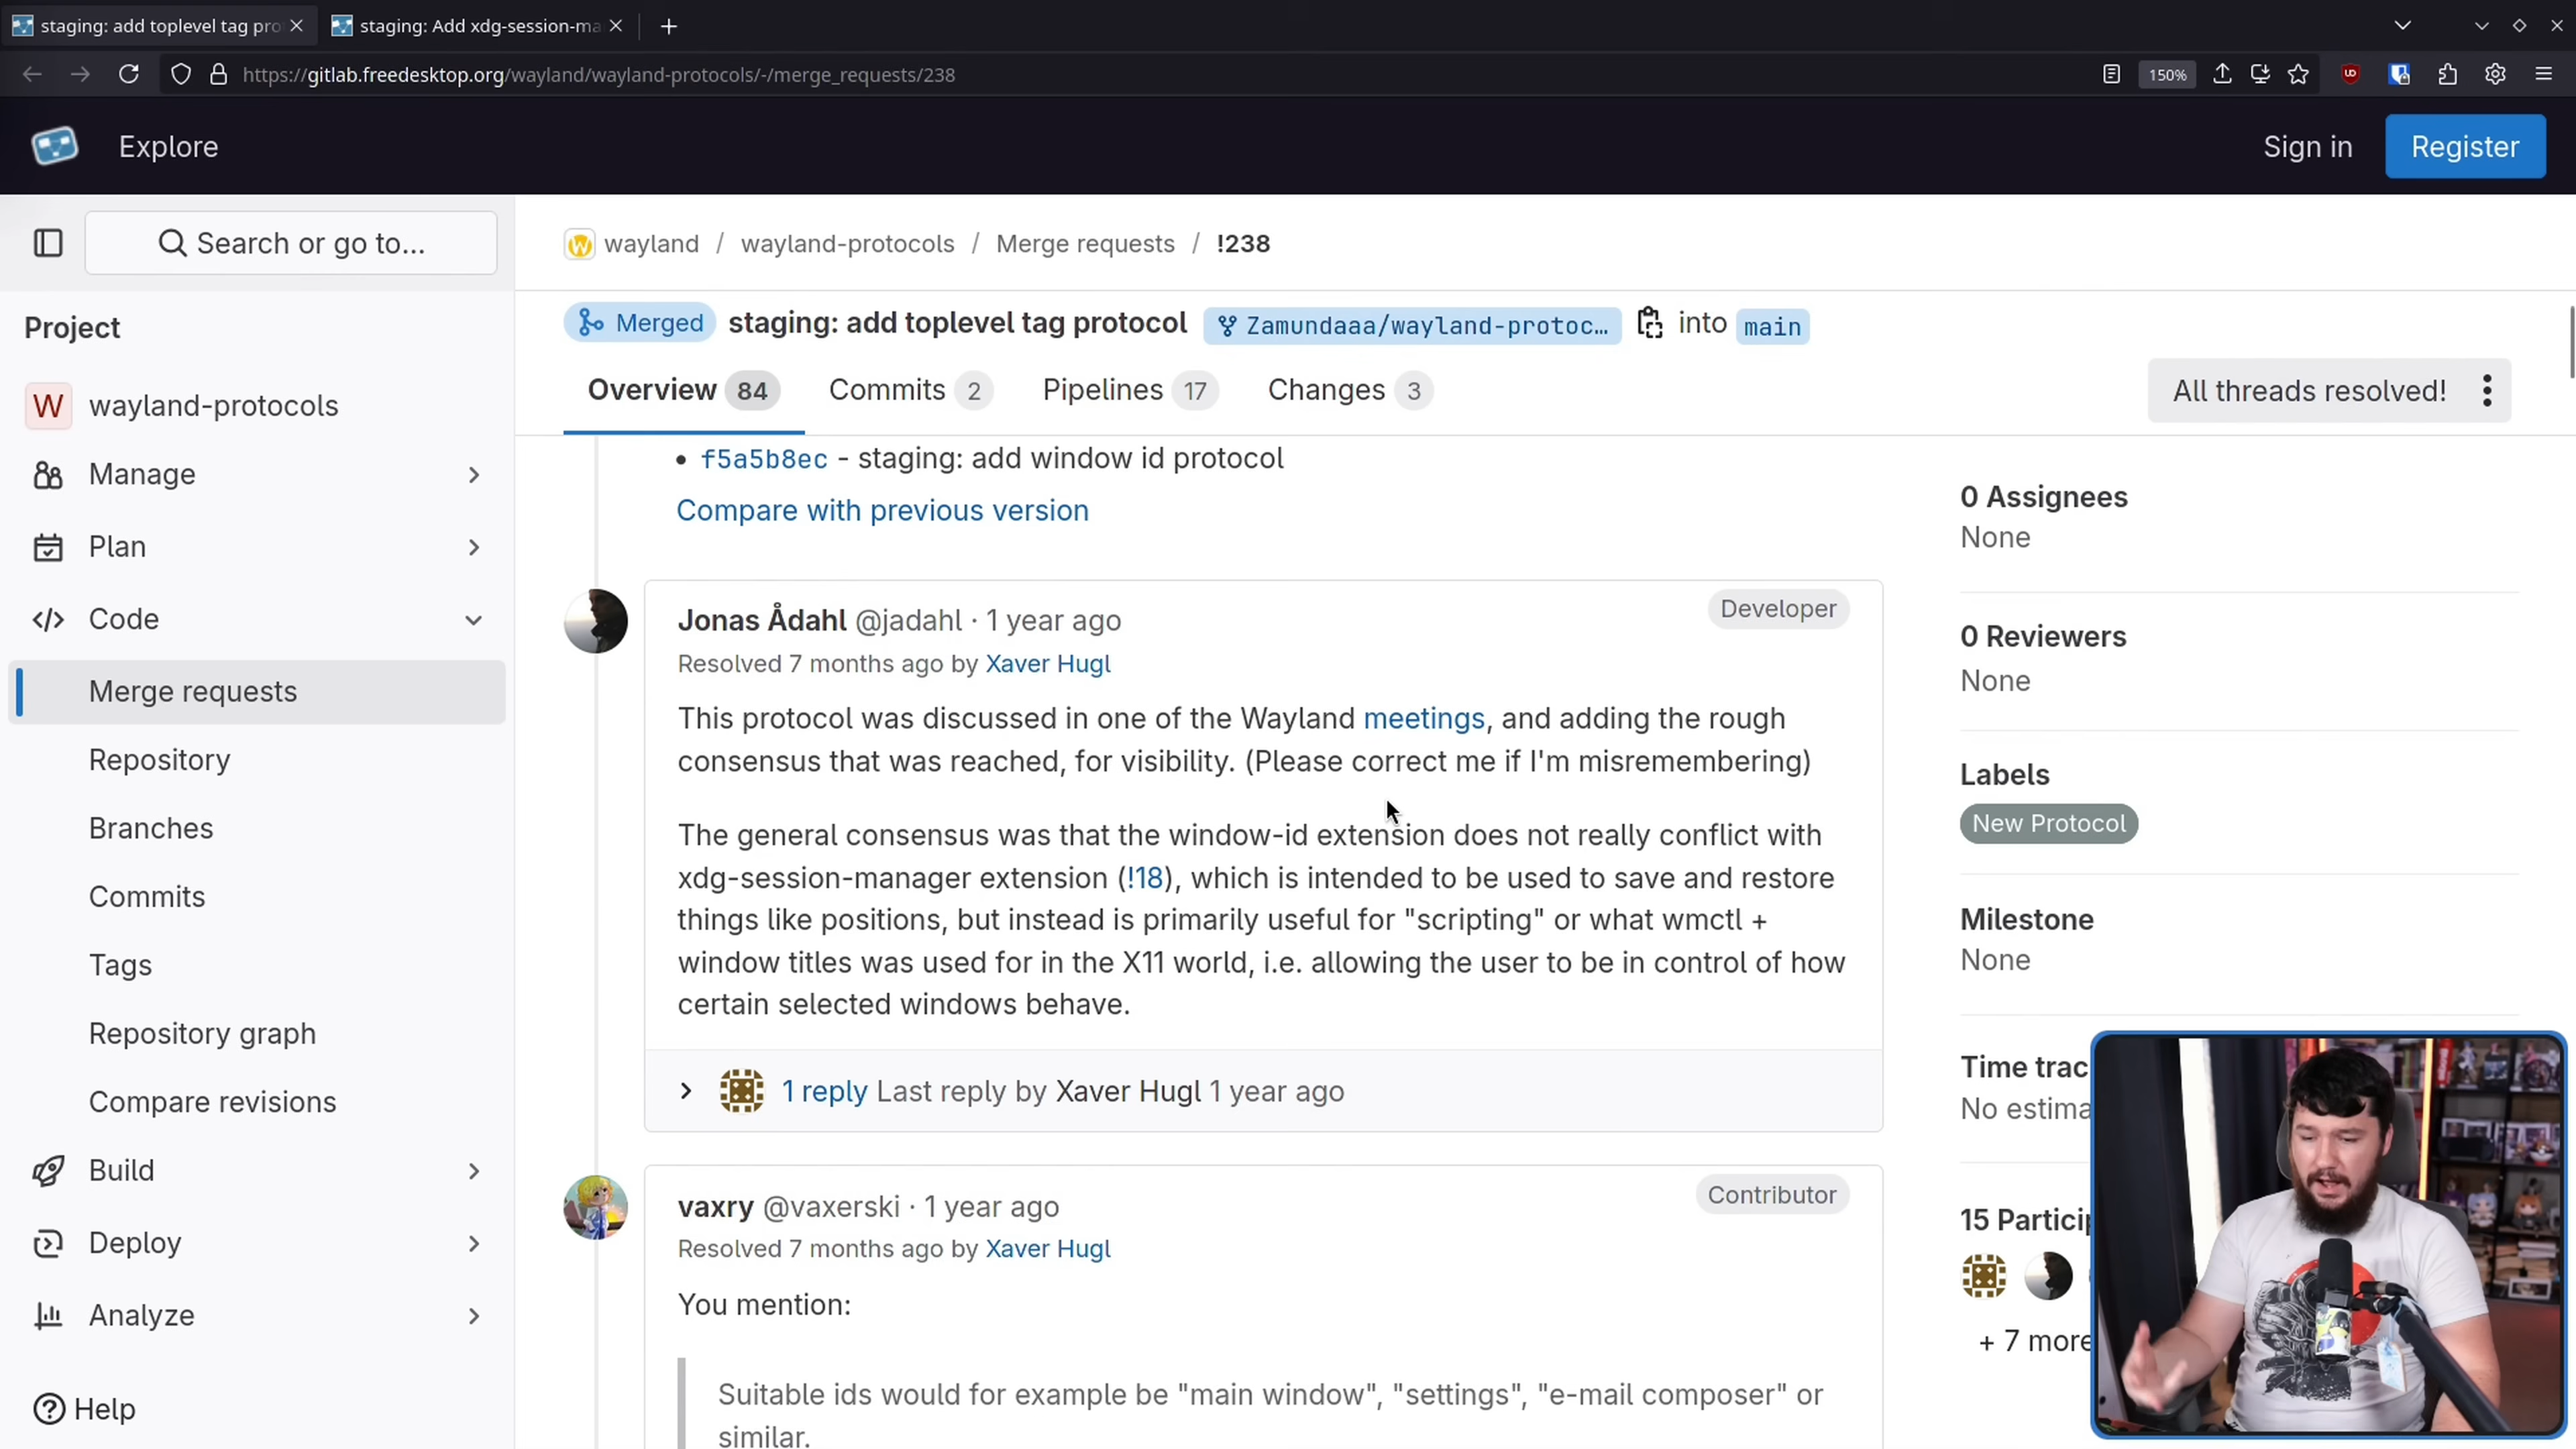 staging: add toplevel tag pro
staging: Add xdg-session-ma
https://gitlab.freedesktop.org/wayland/wayland-protocols/-/merge_requests/238
150%
Explore
Sign in
Register
Search or go to...
wayland / wayland-protocols / Merge requests / !238
Project
Merged staging: add toplevel tag protocol Zamundaaa/wayland-protoc... into main
wayland-protocols
Overview 84 Commits 2 Pipelines 17 Changes 3
All threads resolved!
Manage
Plan
Code
Merge requests
Repository
Branches
Commits
Tags
Repository graph
Compare revisions
Build
Deploy
Analyze
Help
f5a5b8ec - staging: add window id protocol
Compare with previous version
Jonas Ådahl @jadahl · 1 year ago
Developer
Resolved 7 months ago by Xaver Hugl
This protocol was discussed in one of the Wayland meetings, and adding the rough
consensus that was reached, for visibility. (Please correct me if I'm misremembering)
The general consensus was that the window-id extension does not really conflict with
xdg-session-manager extension (!18), which is intended to be used to save and restore
things like positions, but instead is primarily useful for "scripting" or what wmctl +
window titles was used for in the X11 world, i.e. allowing the user to be in control of how
certain selected windows behave.
1 reply Last reply by Xaver Hugl 1 year ago
vaxry @vaxerski · 1 year ago
Contributor
Resolved 7 months ago by Xaver Hugl
You mention:
Suitable ids would for example be "main window", "settings", "e-mail composer" or
similar.
0 Assignees
None
0 Reviewers
None
Labels
New Protocol
Milestone
None
Time trac
No estima
15 Particip
+ 7 more